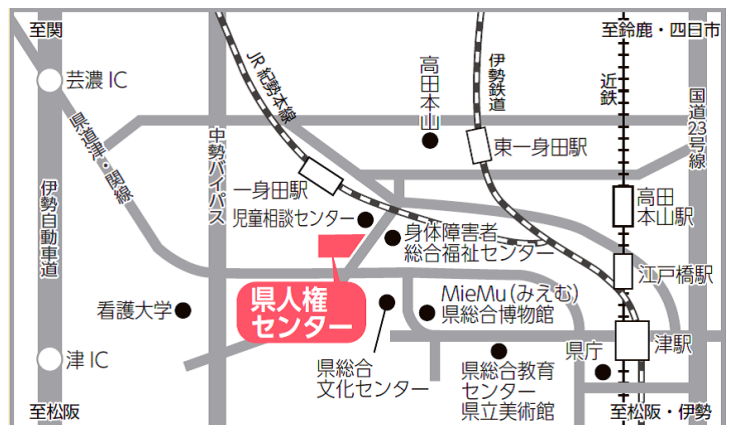 至関
至鈴鹿・四日市
芸濃IC
JR 紀勢本線
高田本山
伊勢鉄道
近鉄
国道23号線
県道津・関線
中勢バイパス
東一身田駅
伊勢自動車道
一身田駅
高田
本山駅
児童相談センター
身体障害者
総合福祉センター
江戸橋駅
県人権
センター
MieMu(みえむ)
県総合博物館
看護大学
津駅
津IC
県総合
文化センター
県総合教育
センター
県立美術館
県庁
至松阪
至松阪・伊勢